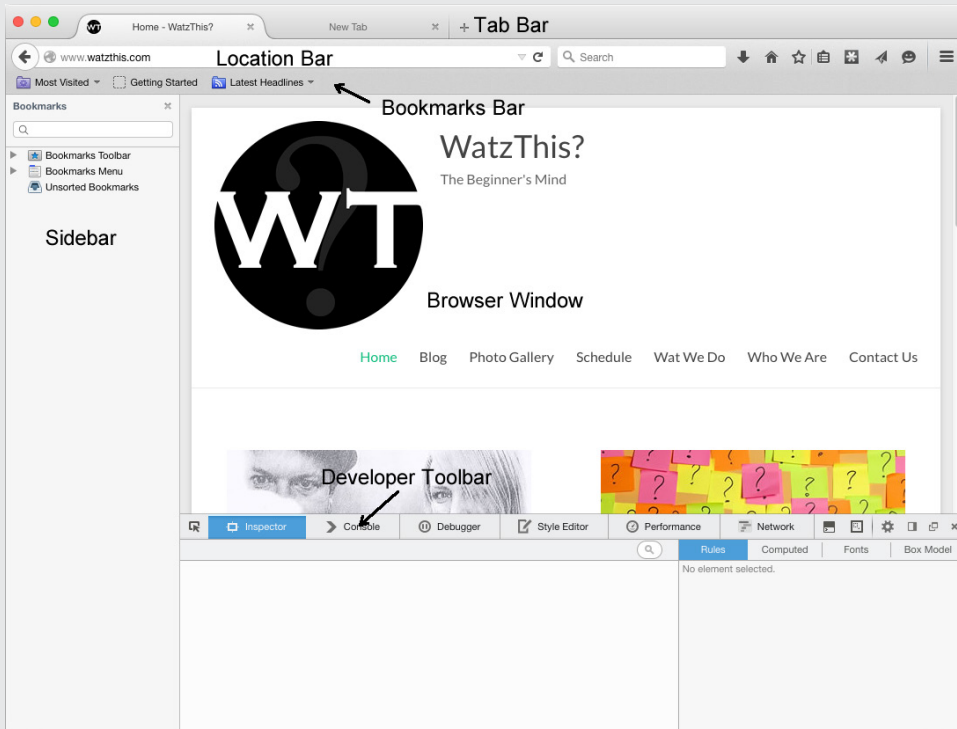 WT Home - WatzThis? New Tab + Tab Bar
www.watzthis.com Location Bar Search
Most Visited Getting Started Latest Headlines
Bookmarks Bar
Bookmarks
Bookmarks Toolbar
Bookmarks Menu
Unsorted Bookmarks
Sidebar
WatzThis?
The Beginner's Mind
? WT
Browser Window
Home Blog Photo Gallery Schedule Wat We Do Who We Are Contact Us
? ? ? ? ? ?
Developer Toolbar
Inspector Console Debugger Style Editor Performance Network
Rules Computed Fonts Box Model
No element selected.